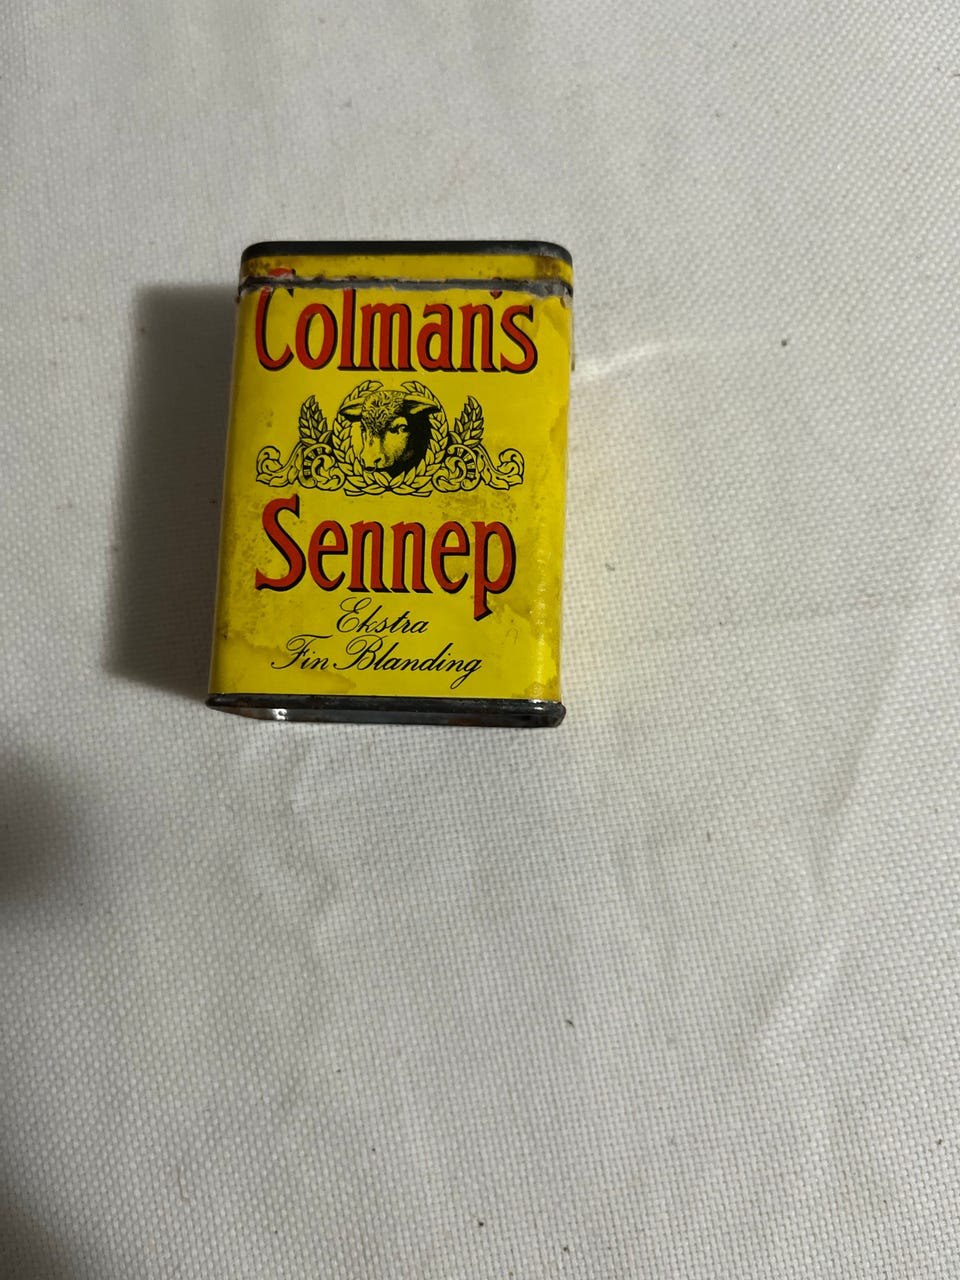 Colman's
Sennep
Ekstra
Fin Blanding